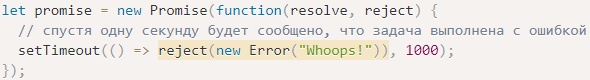 let promise = new Promise(function(resolve, reject) {
  // спустя одну секунду будет сообщено, что задача выполнена с ошибкой
  setTimeout(() => reject(new Error("Whoops!")), 1000);
});